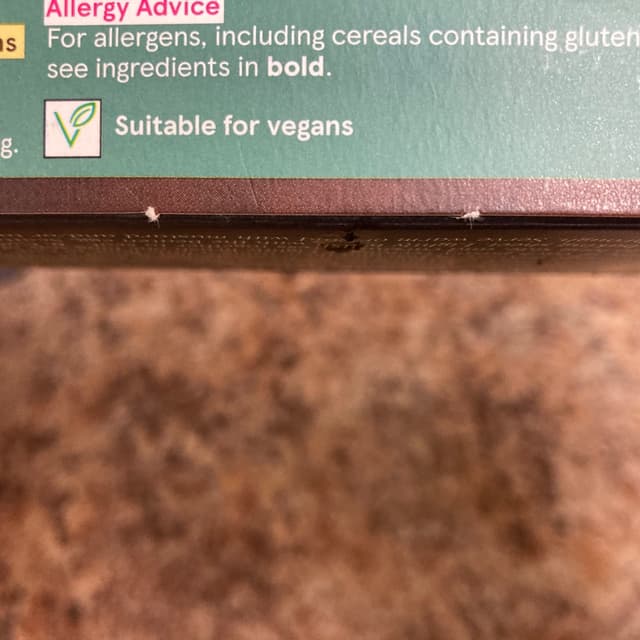 Allergy Advice
For allergens, including cereals containing gluten
see ingredients in bold.
Suitable for vegans
g.